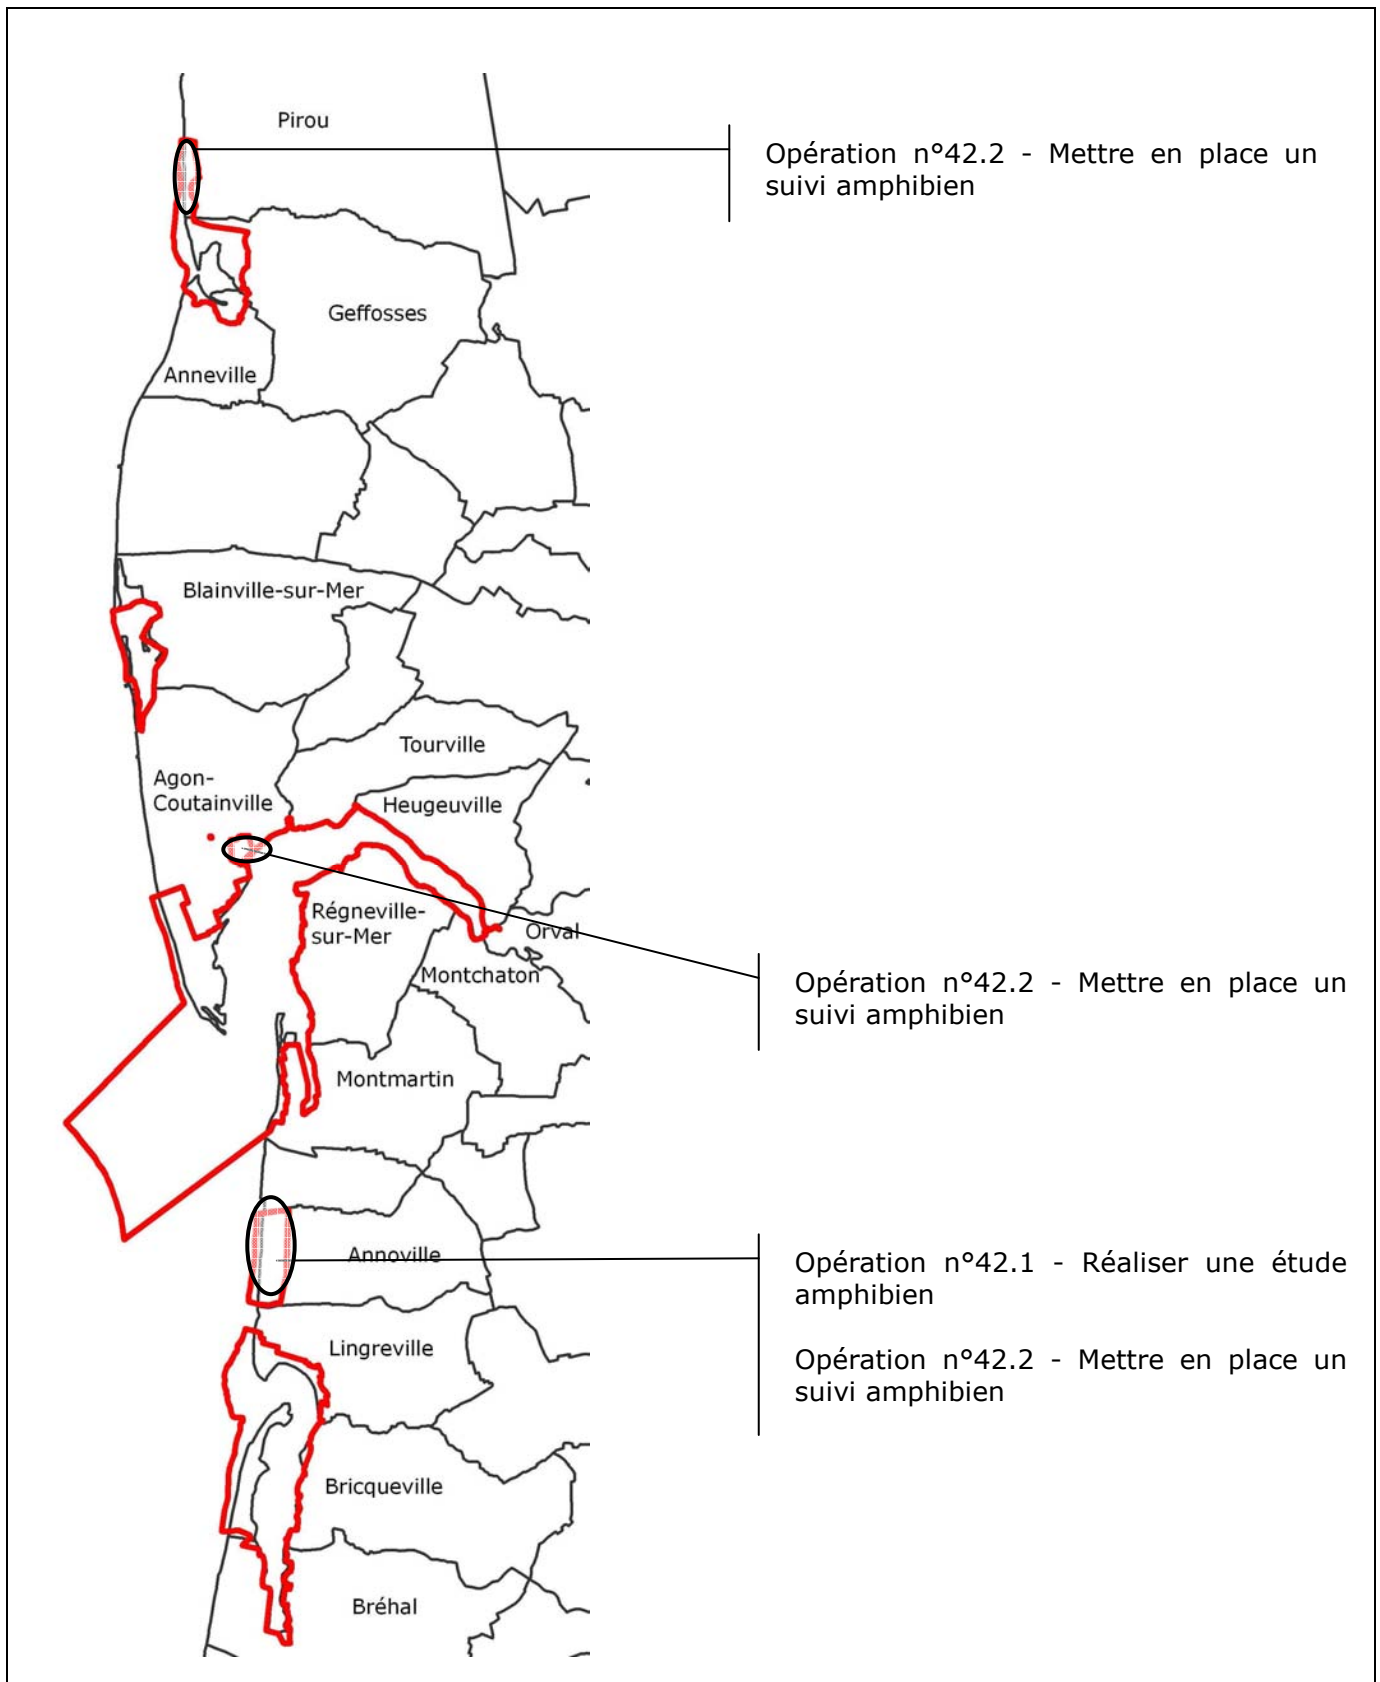 Pirou
Opération n°42.2 - Mettre en place un
suivi amphibien
Geffosses
Anneville
Blainville-sur-Mer
Tourville
Agon-
Coutainville
Heugeuville
Régneville-
sur-Mer
Orval
Montchaton
Opération n°42.2 - Mettre en place un
suivi amphibien
Montmartin
Annoville
Opération n°42.1 - Réaliser une étude
amphibien
Opération n°42.2 - Mettre en place un
suivi amphibien
Lingreville
Bricqueville
Bréhal